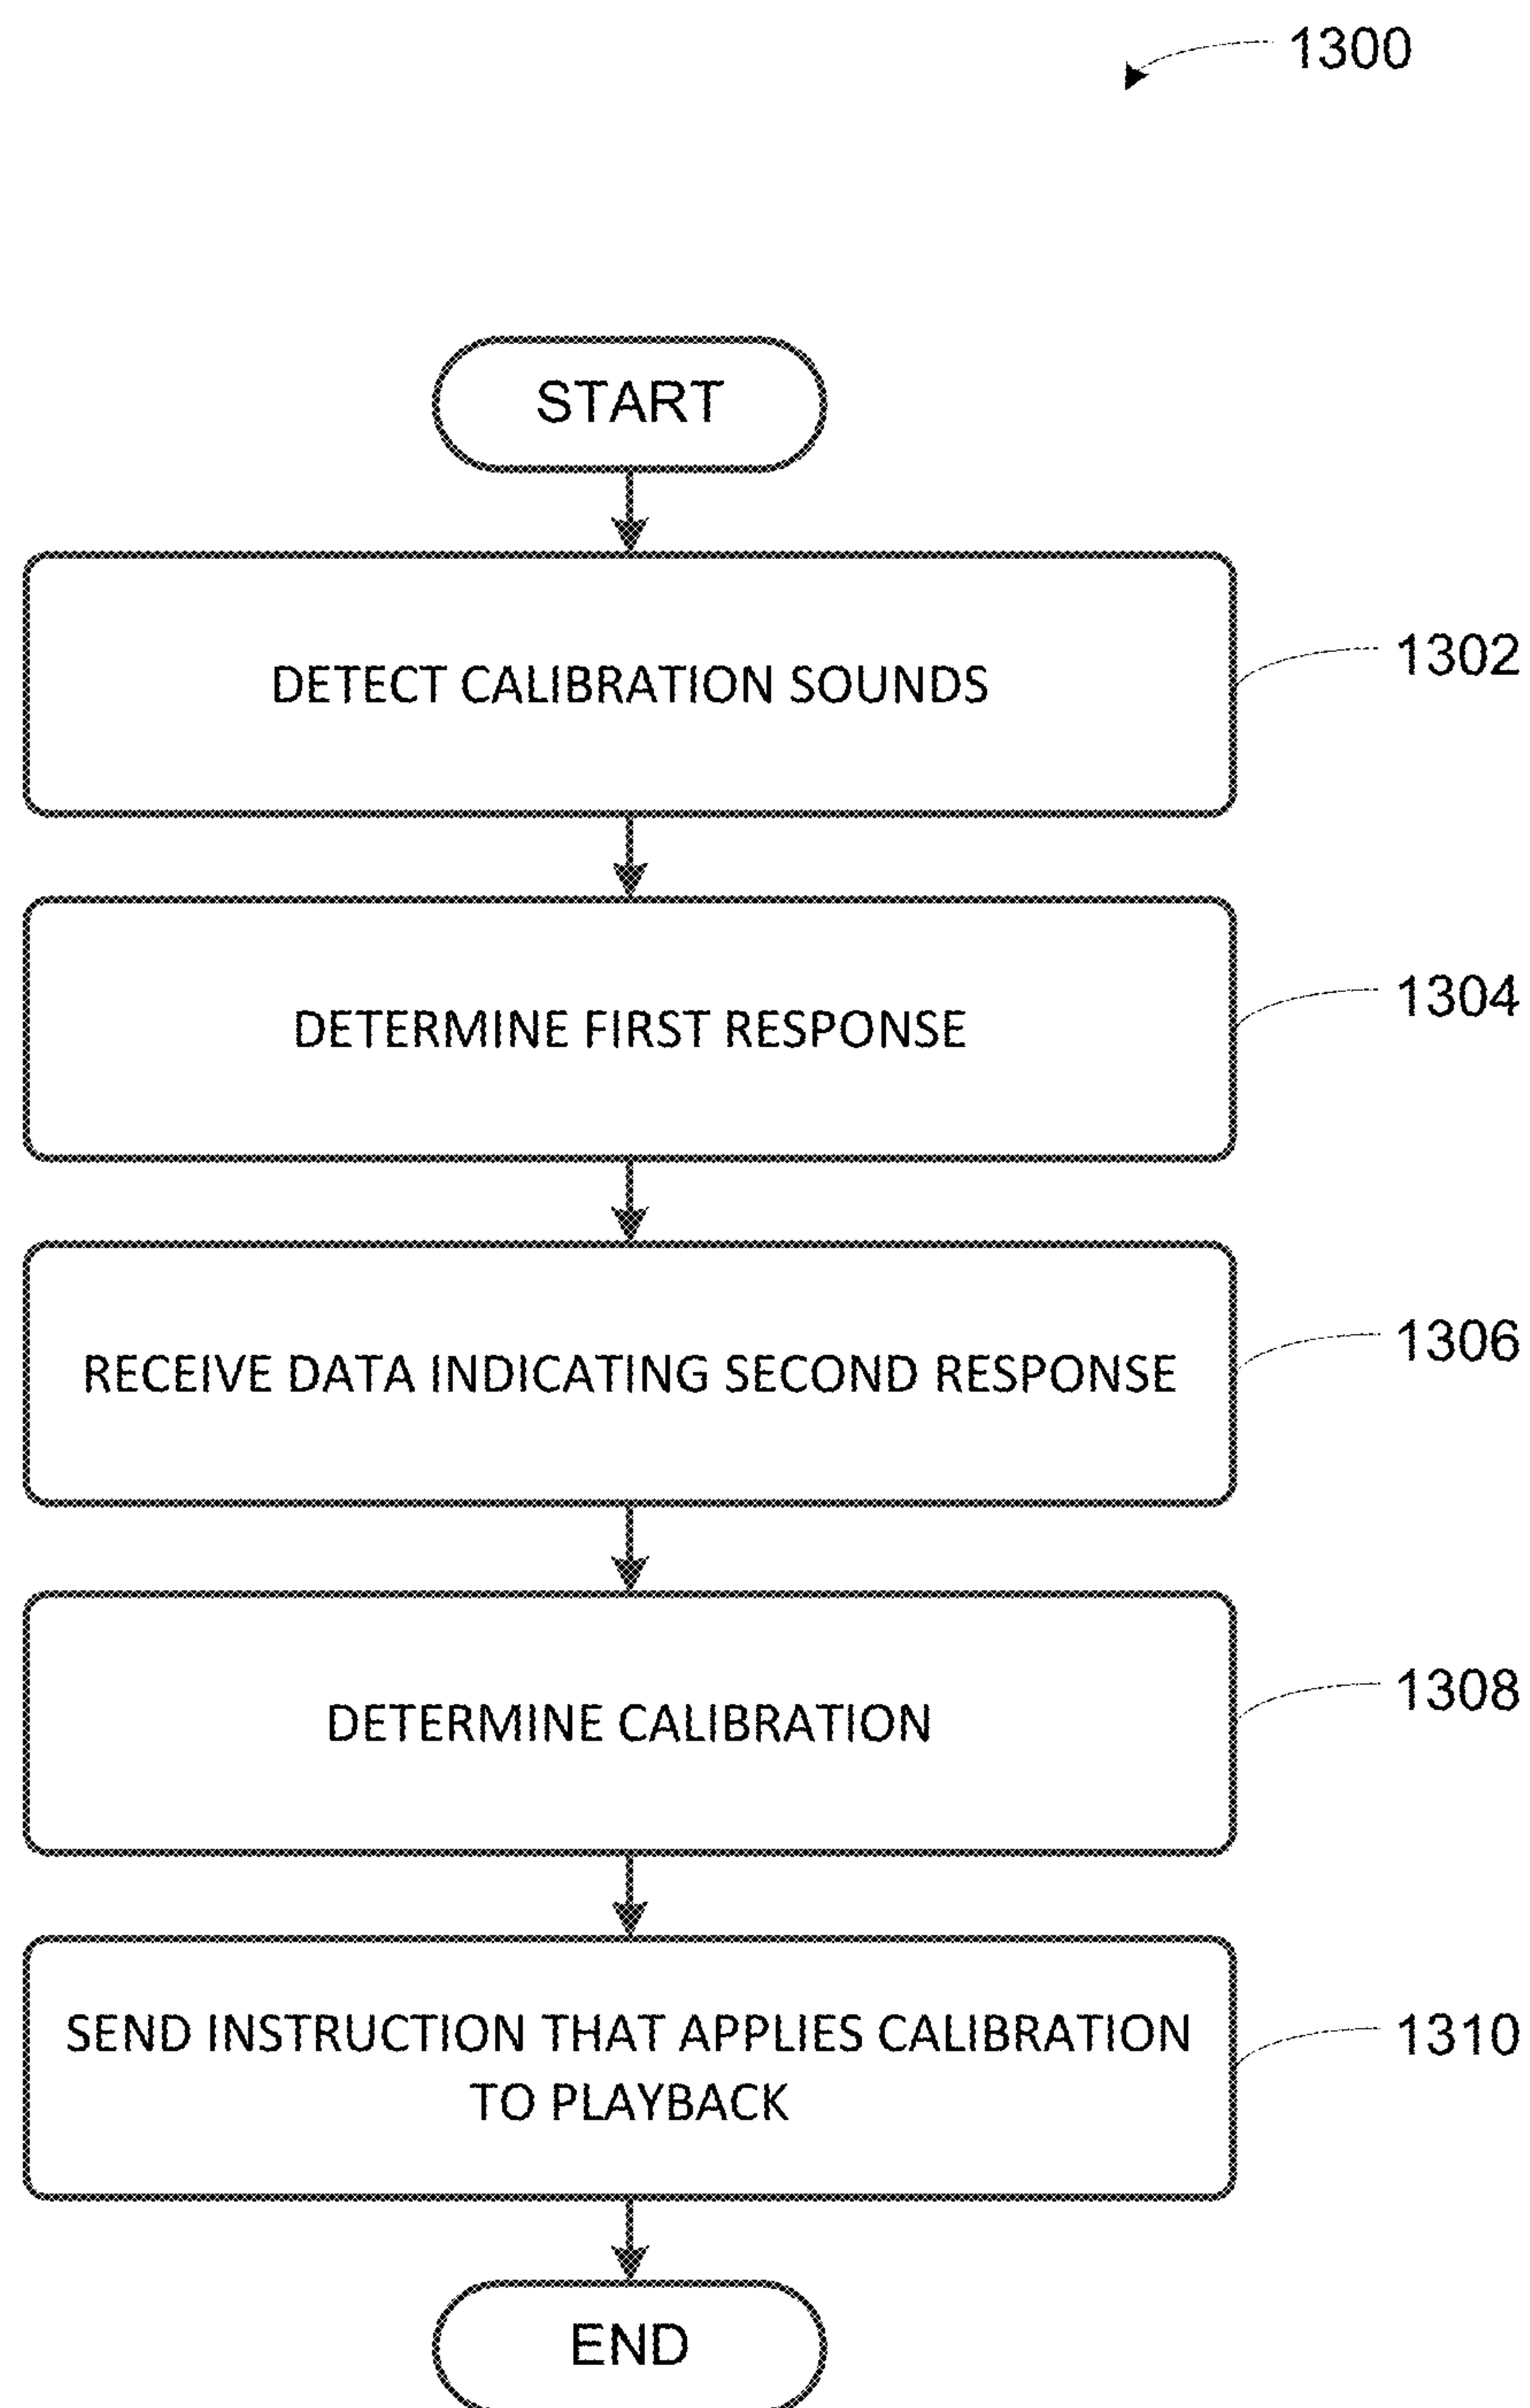 1300
START
DETECT CALIBRATION SOUNDS
1302
DETERMINE FIRST RESPONSE
1304
RECEIVE DATA INDICATING SECOND RESPONSE
1306
DETERMINE CALIBRATION
1308
SEND INSTRUCTION THAT APPLIES CALIBRATION
TO PLAYBACK
1310
END